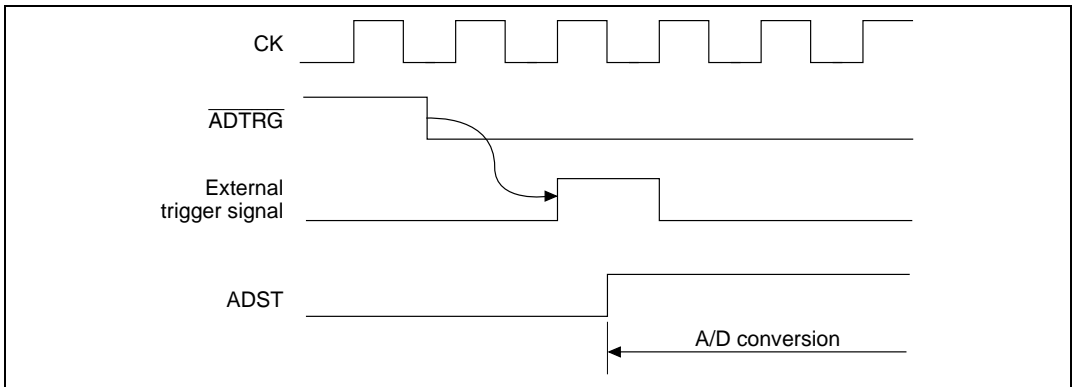 CK
ADTRG
External
trigger signal
ADST
A/D conversion